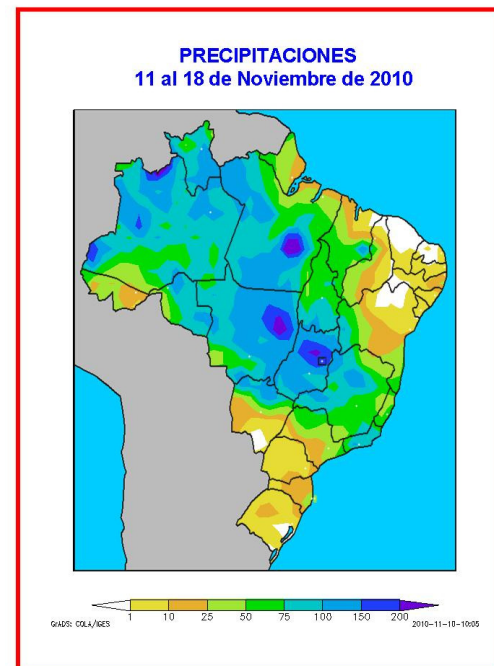 PRECIPITACIONES
11 al 18 de Noviembre de 2010
1 10 25 50 75 100 150 200
GrADS: COLA/IGES 2010-11-18-10:05